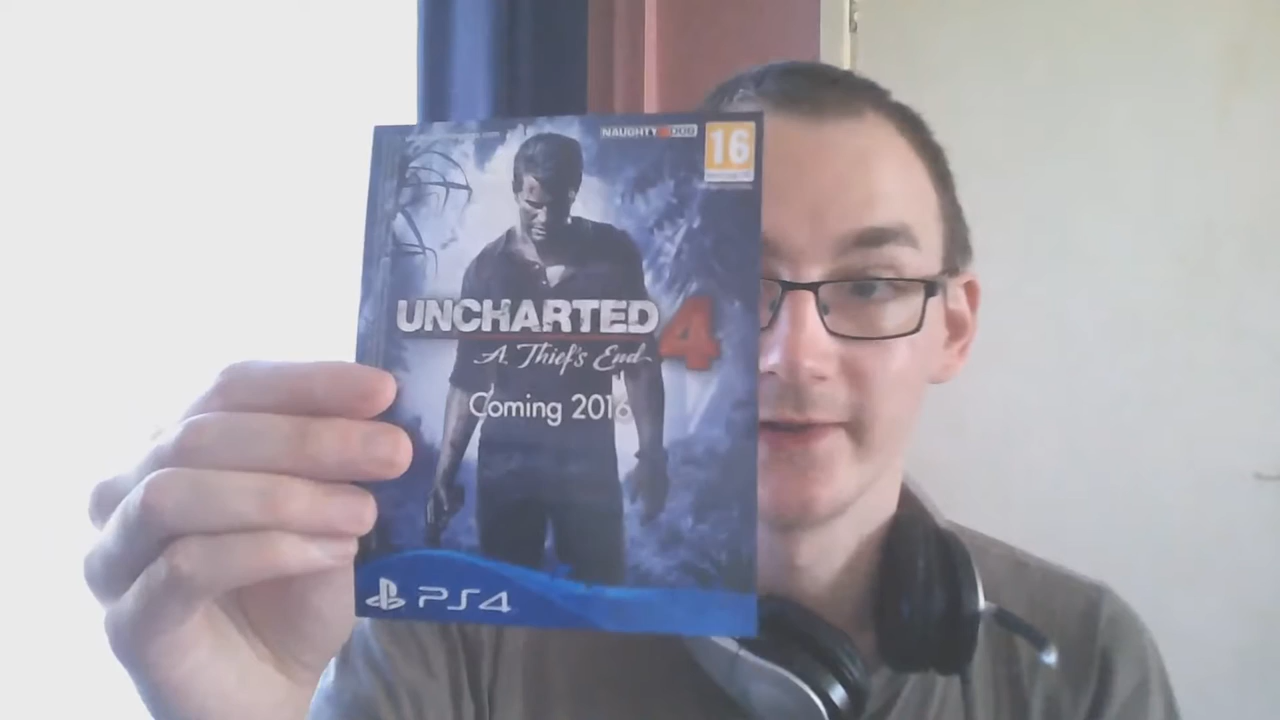 NAUGHTY DOG
16
UNCHARTED 4
A Thief's End
Coming 2016
PS4